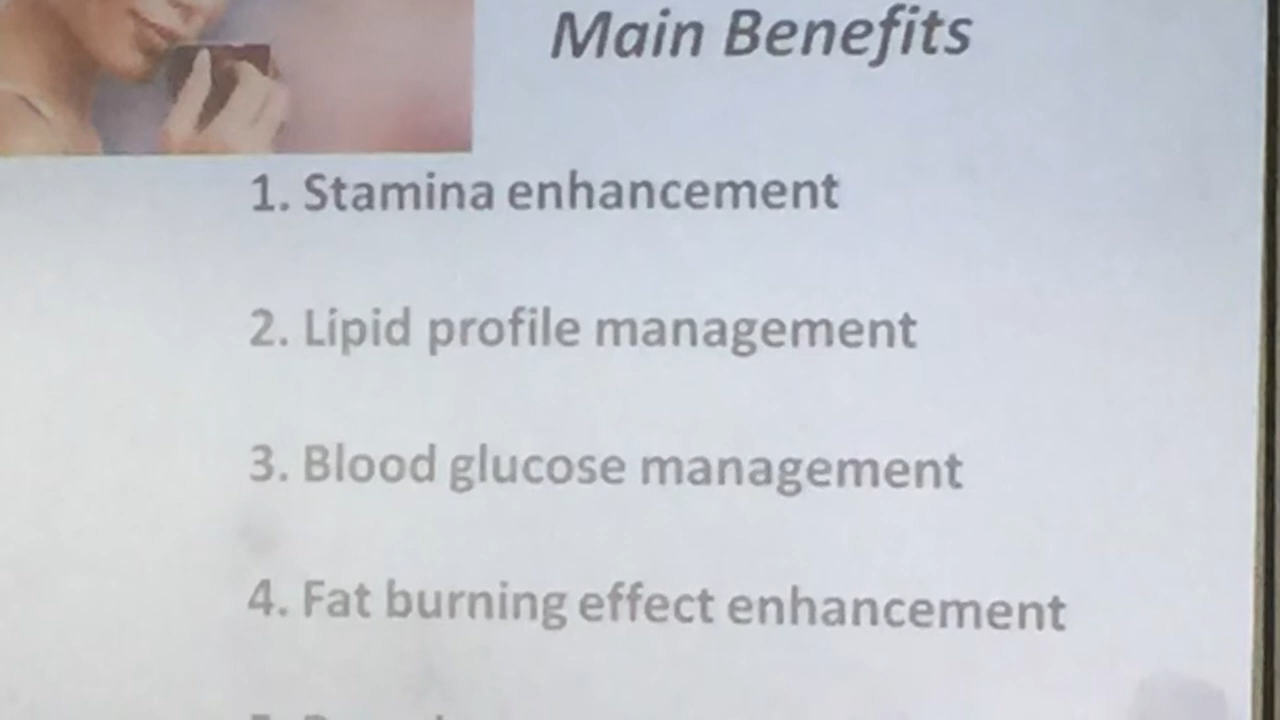 Main Benefits
1. Stamina enhancement
2. Lipid profile management
3. Blood glucose management
4. Fat burning effect enhancement